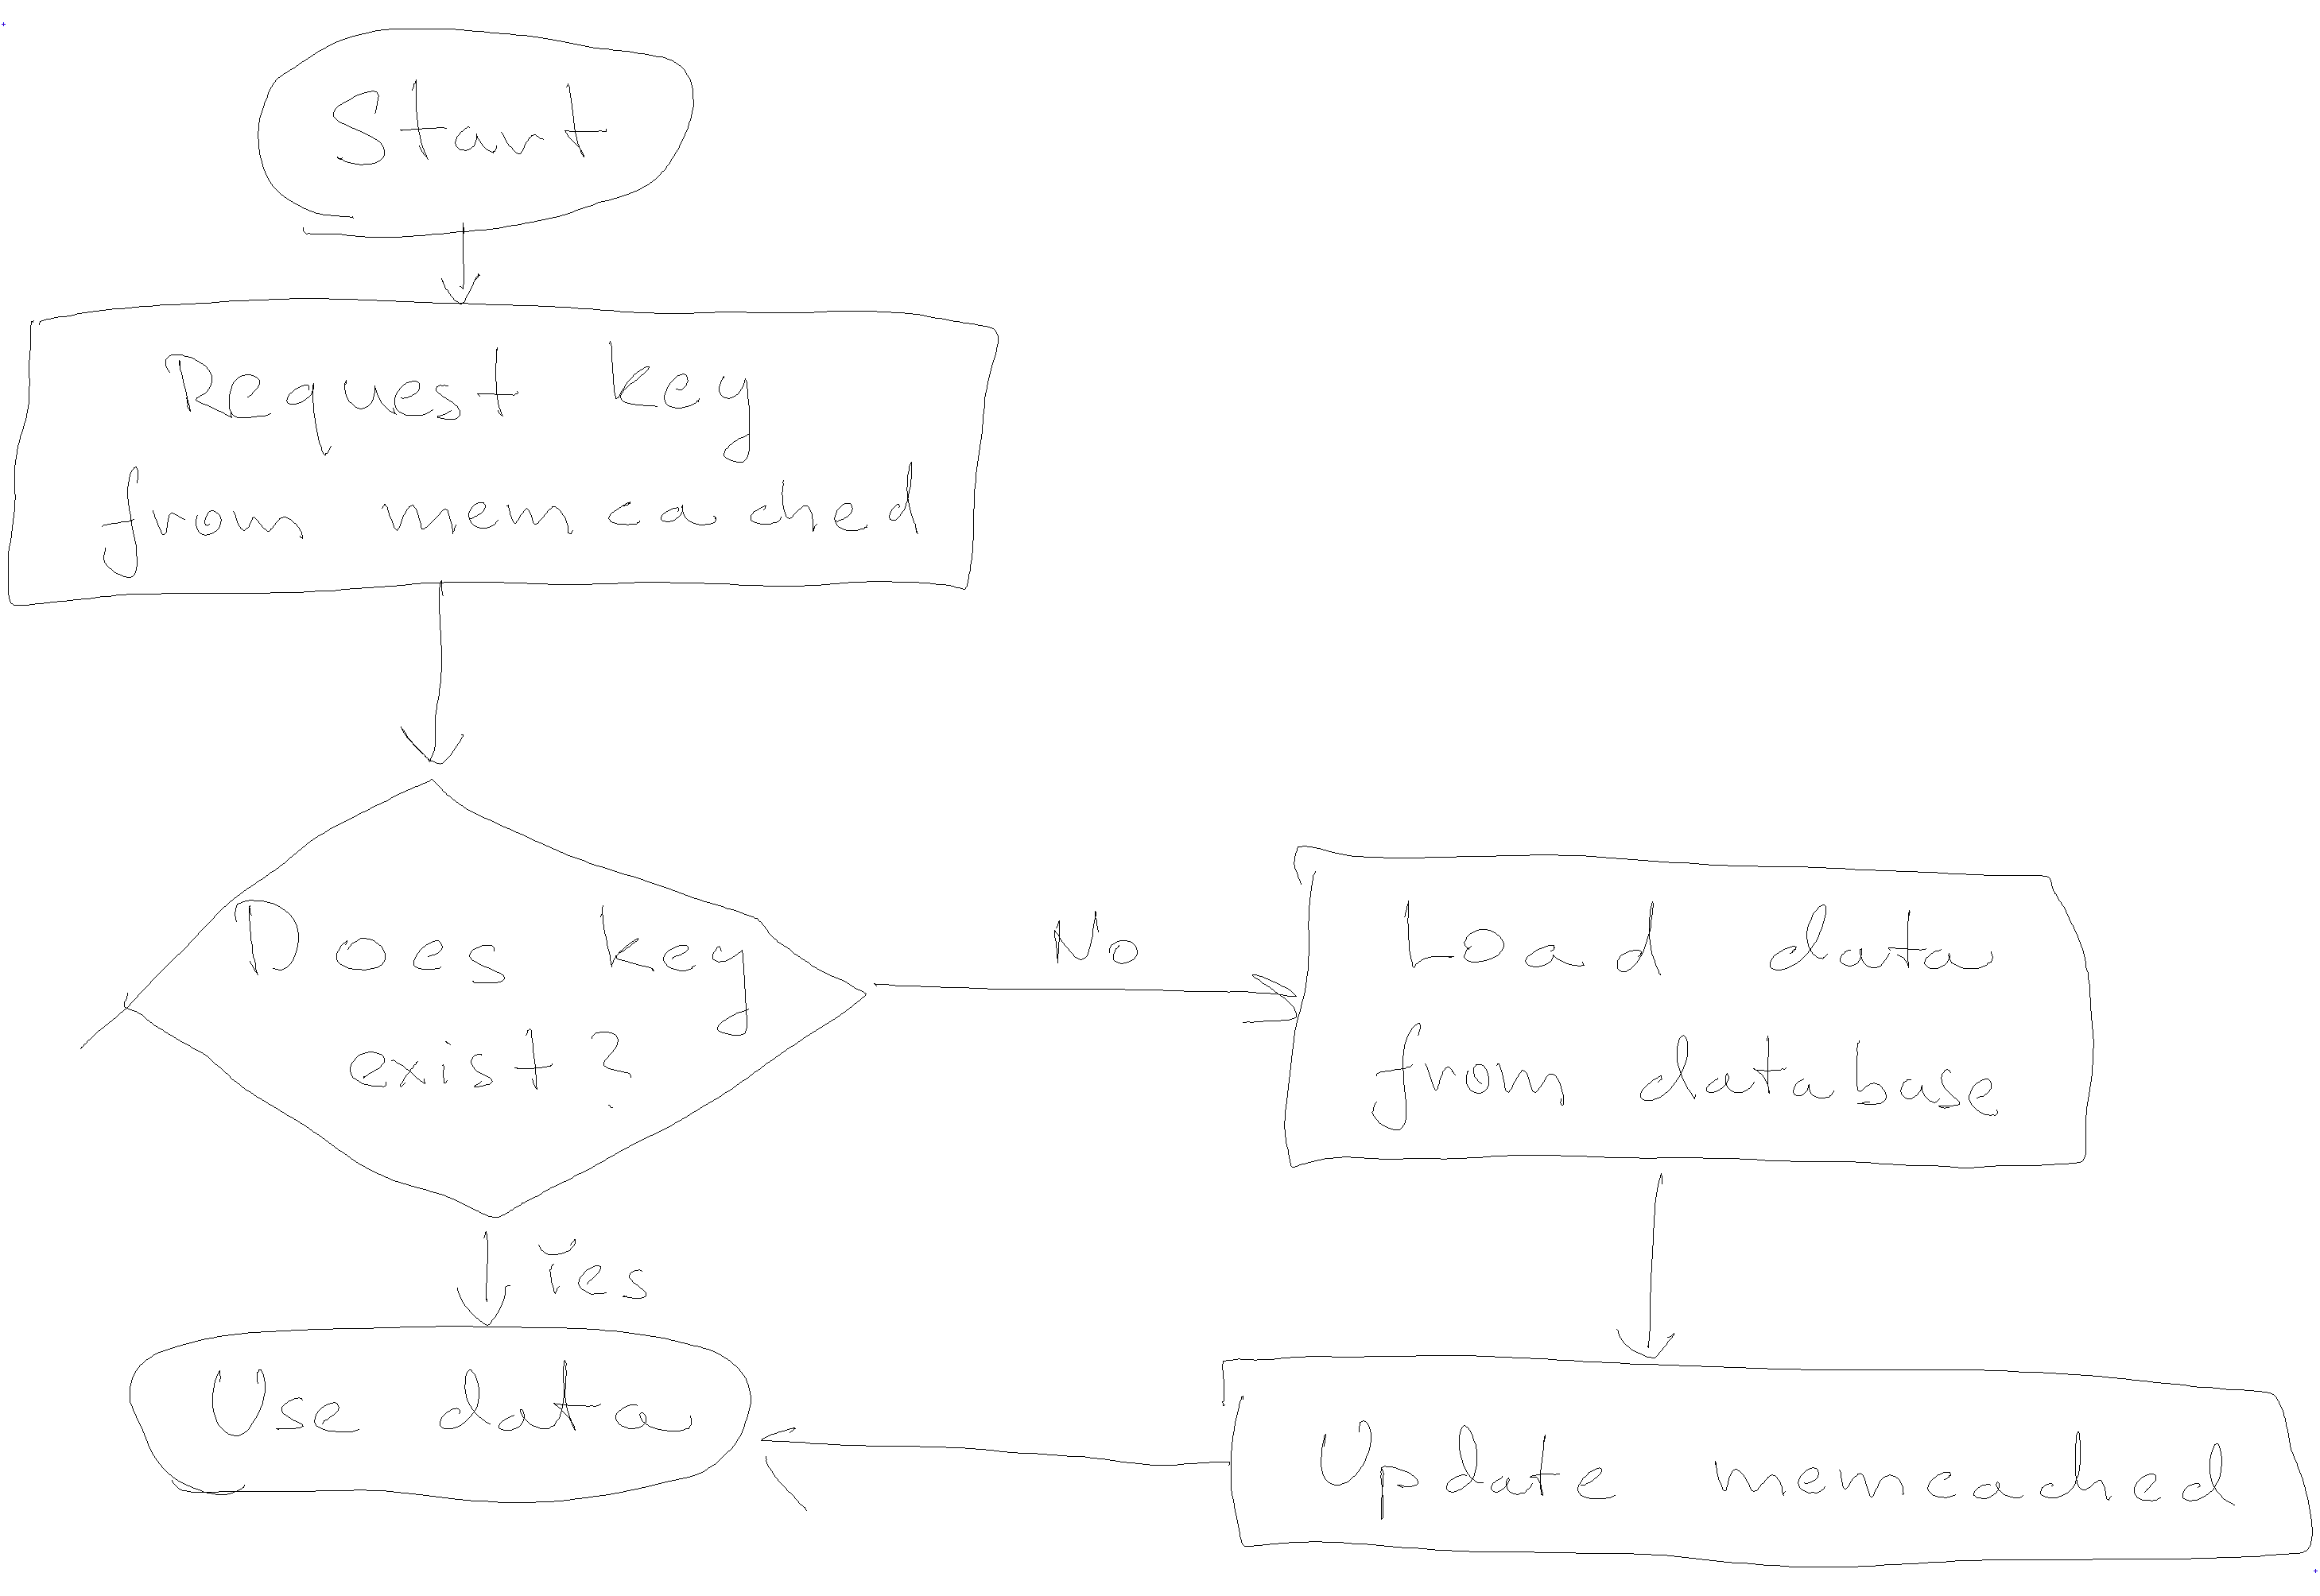 Start
Request key
from memcached
Does key
exist?
No
Load data
from database
Yes
Use data
Update memcached